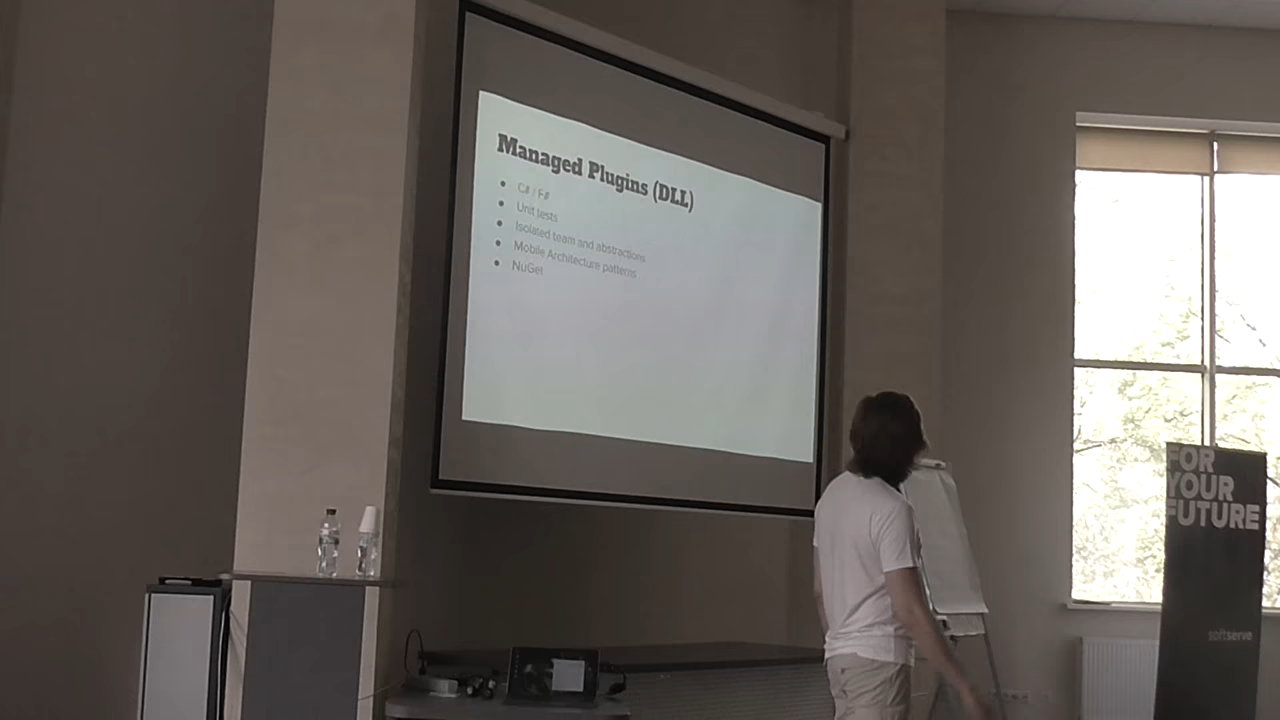 Managed Plugins (DLL)
C# / F#
Unit tests
Isolated team and abstractions
Mobile Architecture patterns
NuGet
FOR
YOUR
FUTURE
softserve